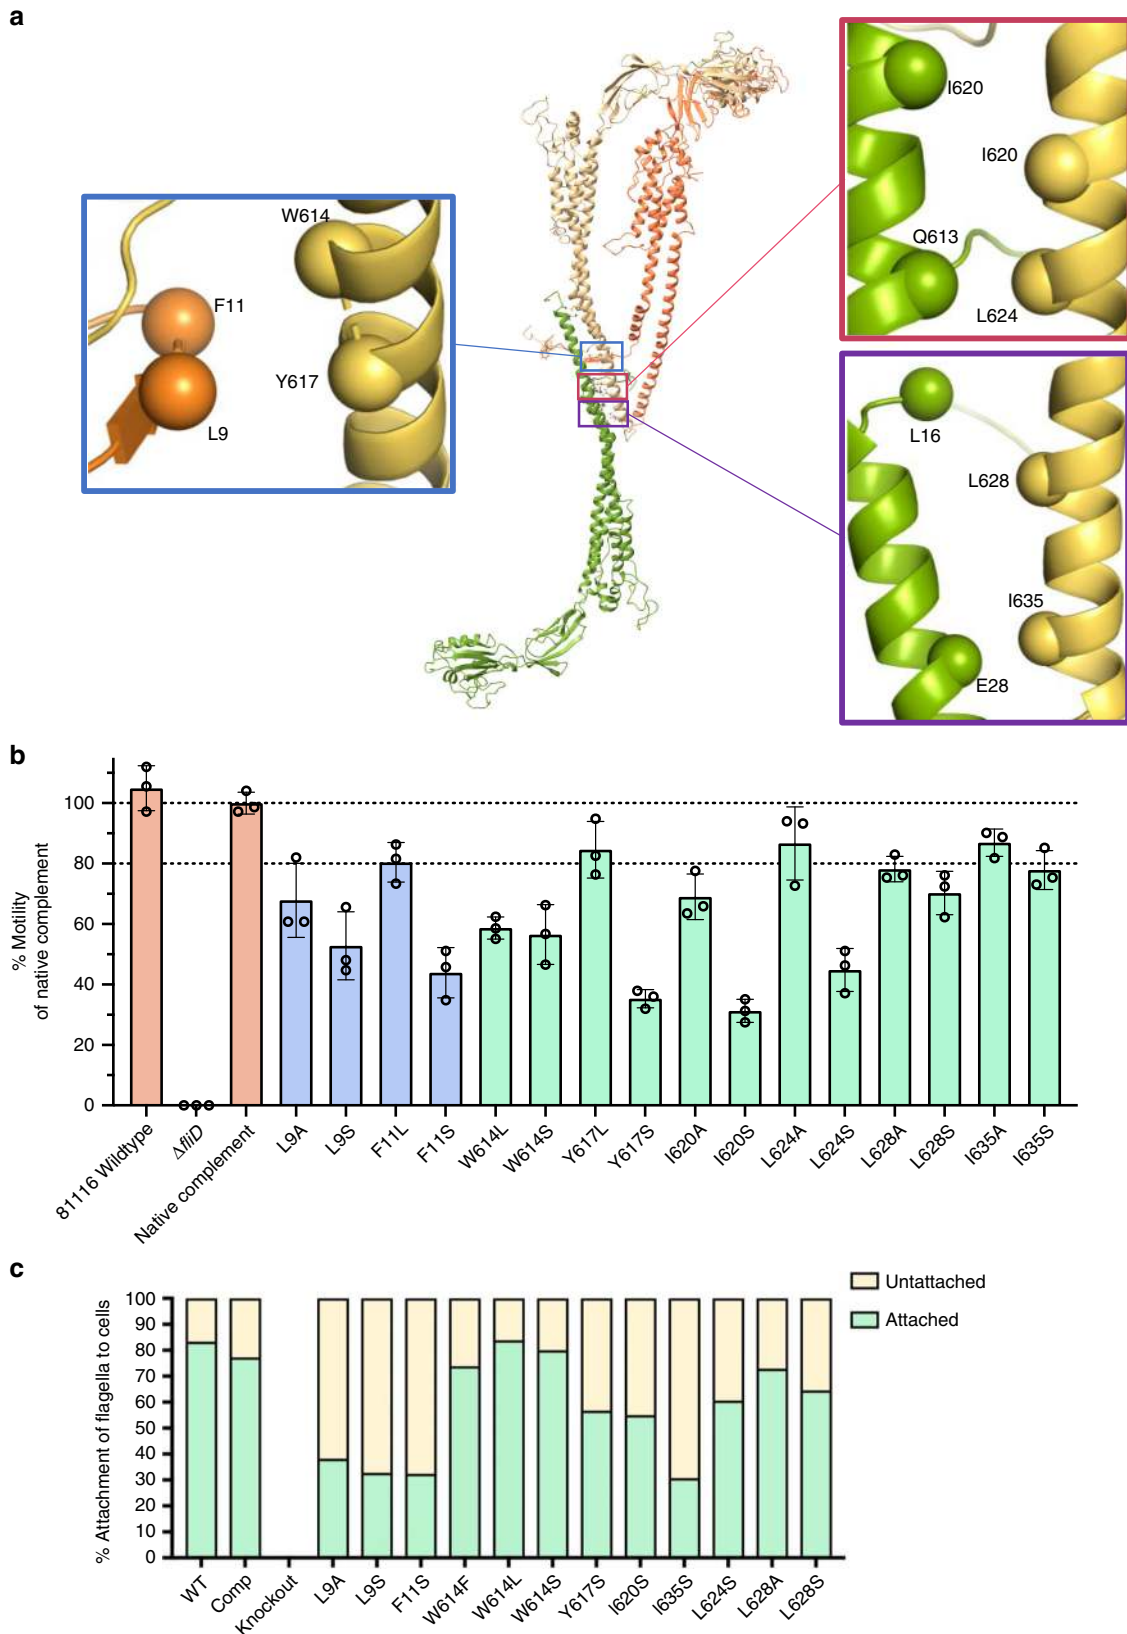 a
W614
F11
Y617
L9
I620
I620
Q613
L624
L16
L628
I635
E28
b
% Motility
of native complement
100
80
60
40
20
0
81116 Wildtype
ΔfliD
Native complement
L9A
L9S
F11L
F11S
W614L
W614S
Y617L
Y617S
I620A
I620S
L624A
L624S
L628A
L628S
I635A
I635S
c
% Attachment of flagella to cells
100
90
80
70
60
50
40
30
20
10
0
WT
Comp
Knockout
L9A
L9S
F11S
W614F
W614L
W614S
Y617S
I620S
I635S
L624S
L628A
L628S
Untattached
Attached